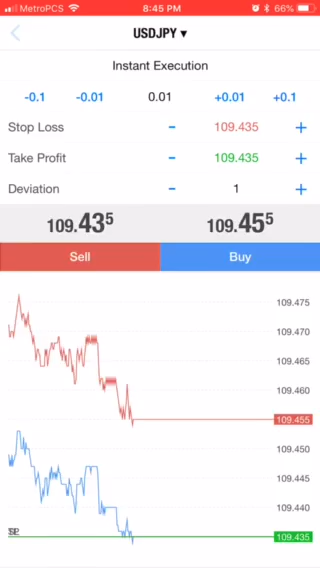 MetroPCS 8:45 PM 66%
USDJPY ▾
Instant Execution
-0.1 -0.01 0.01 +0.01 +0.1
Stop Loss - 109.435 +
Take Profit - 109.435 +
Deviation - 1 +
109.435 109.455
Sell Buy
109.475
109.470
109.465
109.460
109.455
109.450
109.445
109.440
109.435